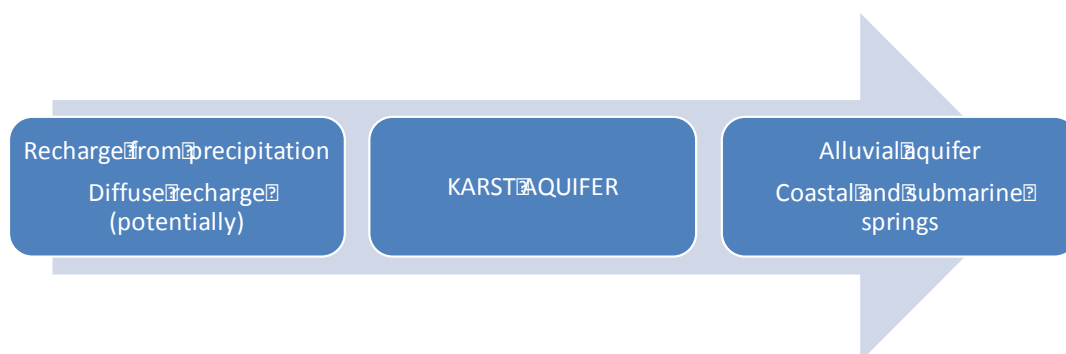 Recharge from precipitation
Diffuse recharge
(potentially)
KARST AQUIFER
Alluvial aquifer
Coastal and submarine
springs